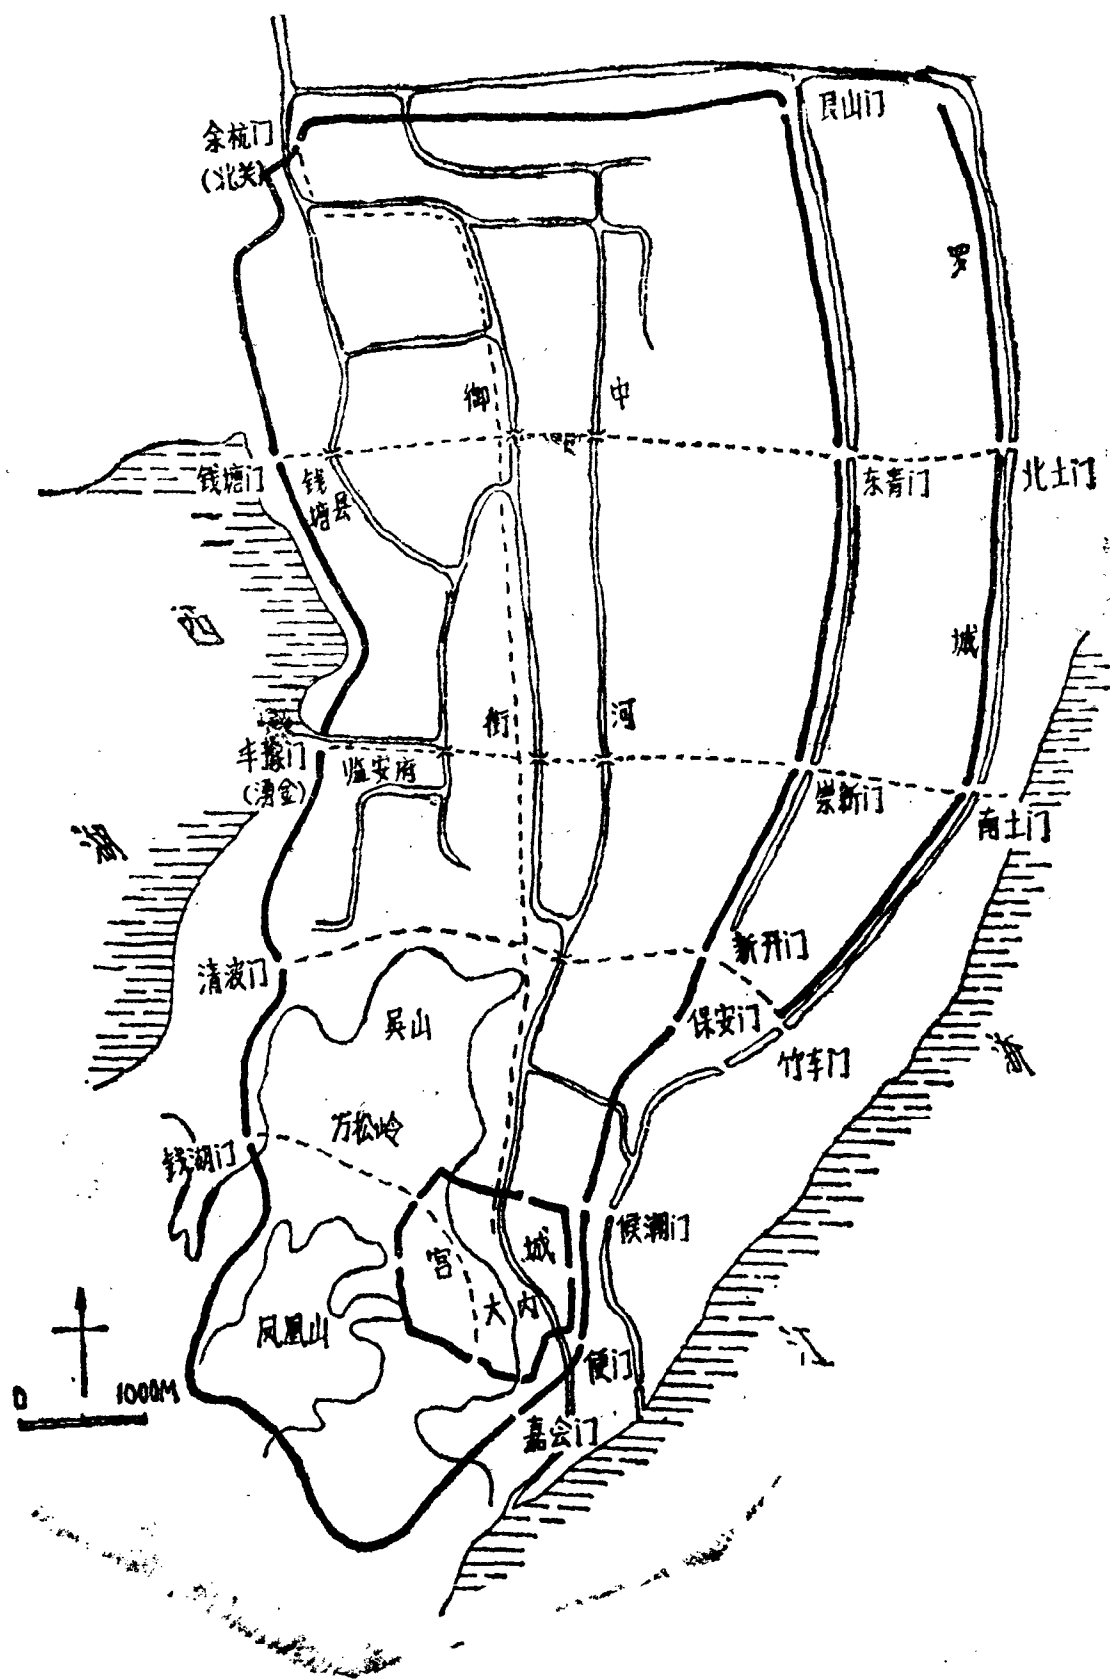 艮山门
余杭门
(北关)
罗
御
中
钱塘门
钱
塘县
东青门
北土门
西
城
街
河
丰豫门
(湧金)
临安府
崇新门
南土门
湖
清波门
新开门
吴山
保安门
竹车门
浙
万松岭
钱湖门
候潮门
宫
城
大内
凤凰山
江
便门
0 1000M
嘉会门